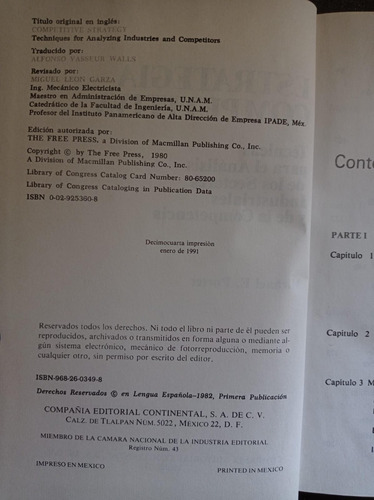 Título original en inglés:
COMPETITIVE STRATEGY
Techniques for Analyzing Industries and Competitors
Traducido por:
ALFONSO VASSEUR WALLS
Revisado por:
MIGUEL LEON GARZA
Ing. Mecánico Electricista
Maestro en Administración de Empresas, U.N.A.M.
Catedrático de la Facultad de Ingeniería, U.N.A.M.
Profesor del Instituto Panamericano de Alta Dirección de Empresa IPADE, Méx.
Edición autorizada por:
THE FREE PRESS, a Division of Macmillan Publishing Co., Inc.
Copyright © by The Free Press, 1980
A Division of Macmillan Publishing Co., Inc.
Library of Congress Catalog Card Number: 80-65200
Library of Congress Cataloging in Publication Data
ISBN 0-02-925360-8
Decimocuarta impresión
enero de 1991
Reservados todos los derechos. Ni todo el libro ni parte de él pueden ser
reproducidos, archivados o transmitidos en forma alguna o mediante al-
gún sistema electrónico, mecánico de fotorreproducción, memoria o
cualquier otro, sin permiso por escrito del editor.
ISBN-968-26-0349-8
Derechos Reservados © en Lengua Española-1982, Primera Publicación
COMPAÑIA EDITORIAL CONTINENTAL, S. A. DE C. V.
CALZ. DE TLALPAN NÚM. 5022, MÉXICO 22, D. F.
MIEMBRO DE LA CAMARA NACIONAL DE LA INDUSTRIA EDITORIAL
Registro Núm. 43
IMPRESO EN MEXICO PRINTED IN MEXICO
Conte
PARTE I
Capítulo 1
Capítulo 2
Capítulo 3 M